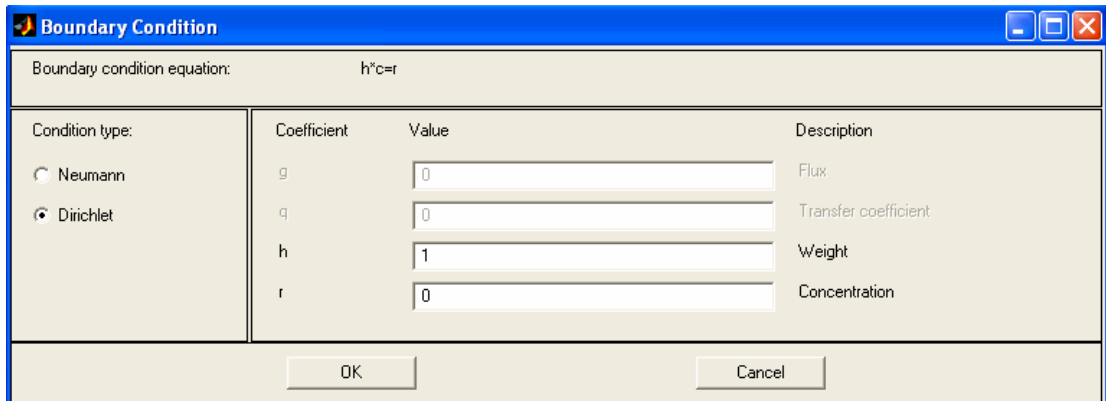 Boundary Condition
Boundary condition equation: h*c=r
Condition type:
Neumann
Dirichlet
Coefficient Value Description
g 0 Flux
q 0 Transfer coefficient
h 1 Weight
r 0 Concentration
OK Cancel